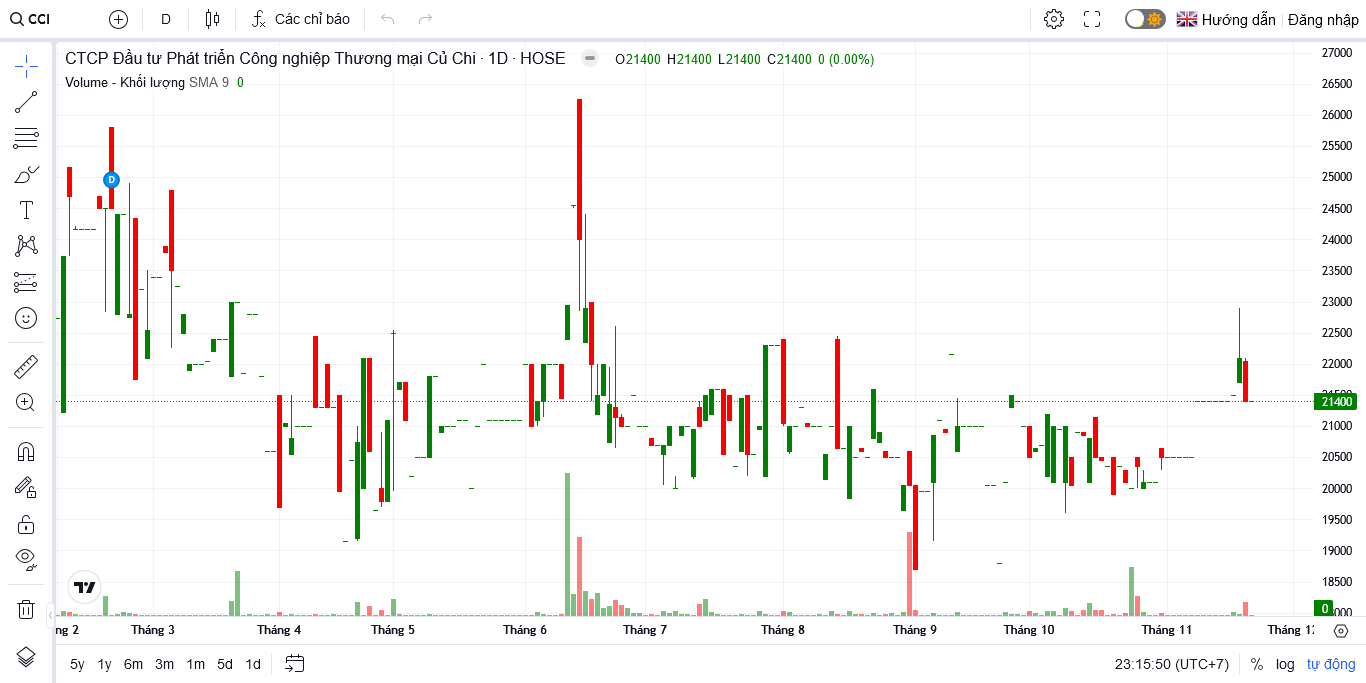 CCI
D
Các chỉ báo
Hướng dẫn
Đăng nhập
CTCP Đầu tư Phát triển Công nghiệp Thương mại Củ Chi · 1D · HOSE
O21400 H21400 L21400 C21400 0 (0.00%)
Volume - Khối lượng SMA 9 0
D
27000
26500
26000
25500
25000
24500
24000
23500
23000
22500
22000
21400
21000
20500
20000
19500
19000
18500
0
ng 2
Tháng 3
Tháng 4
Tháng 5
Tháng 6
Tháng 7
Tháng 8
Tháng 9
Tháng 10
Tháng 11
Tháng 1
5y 1y 6m 3m 1m 5d 1d
23:15:50 (UTC+7)
%
log
tự động